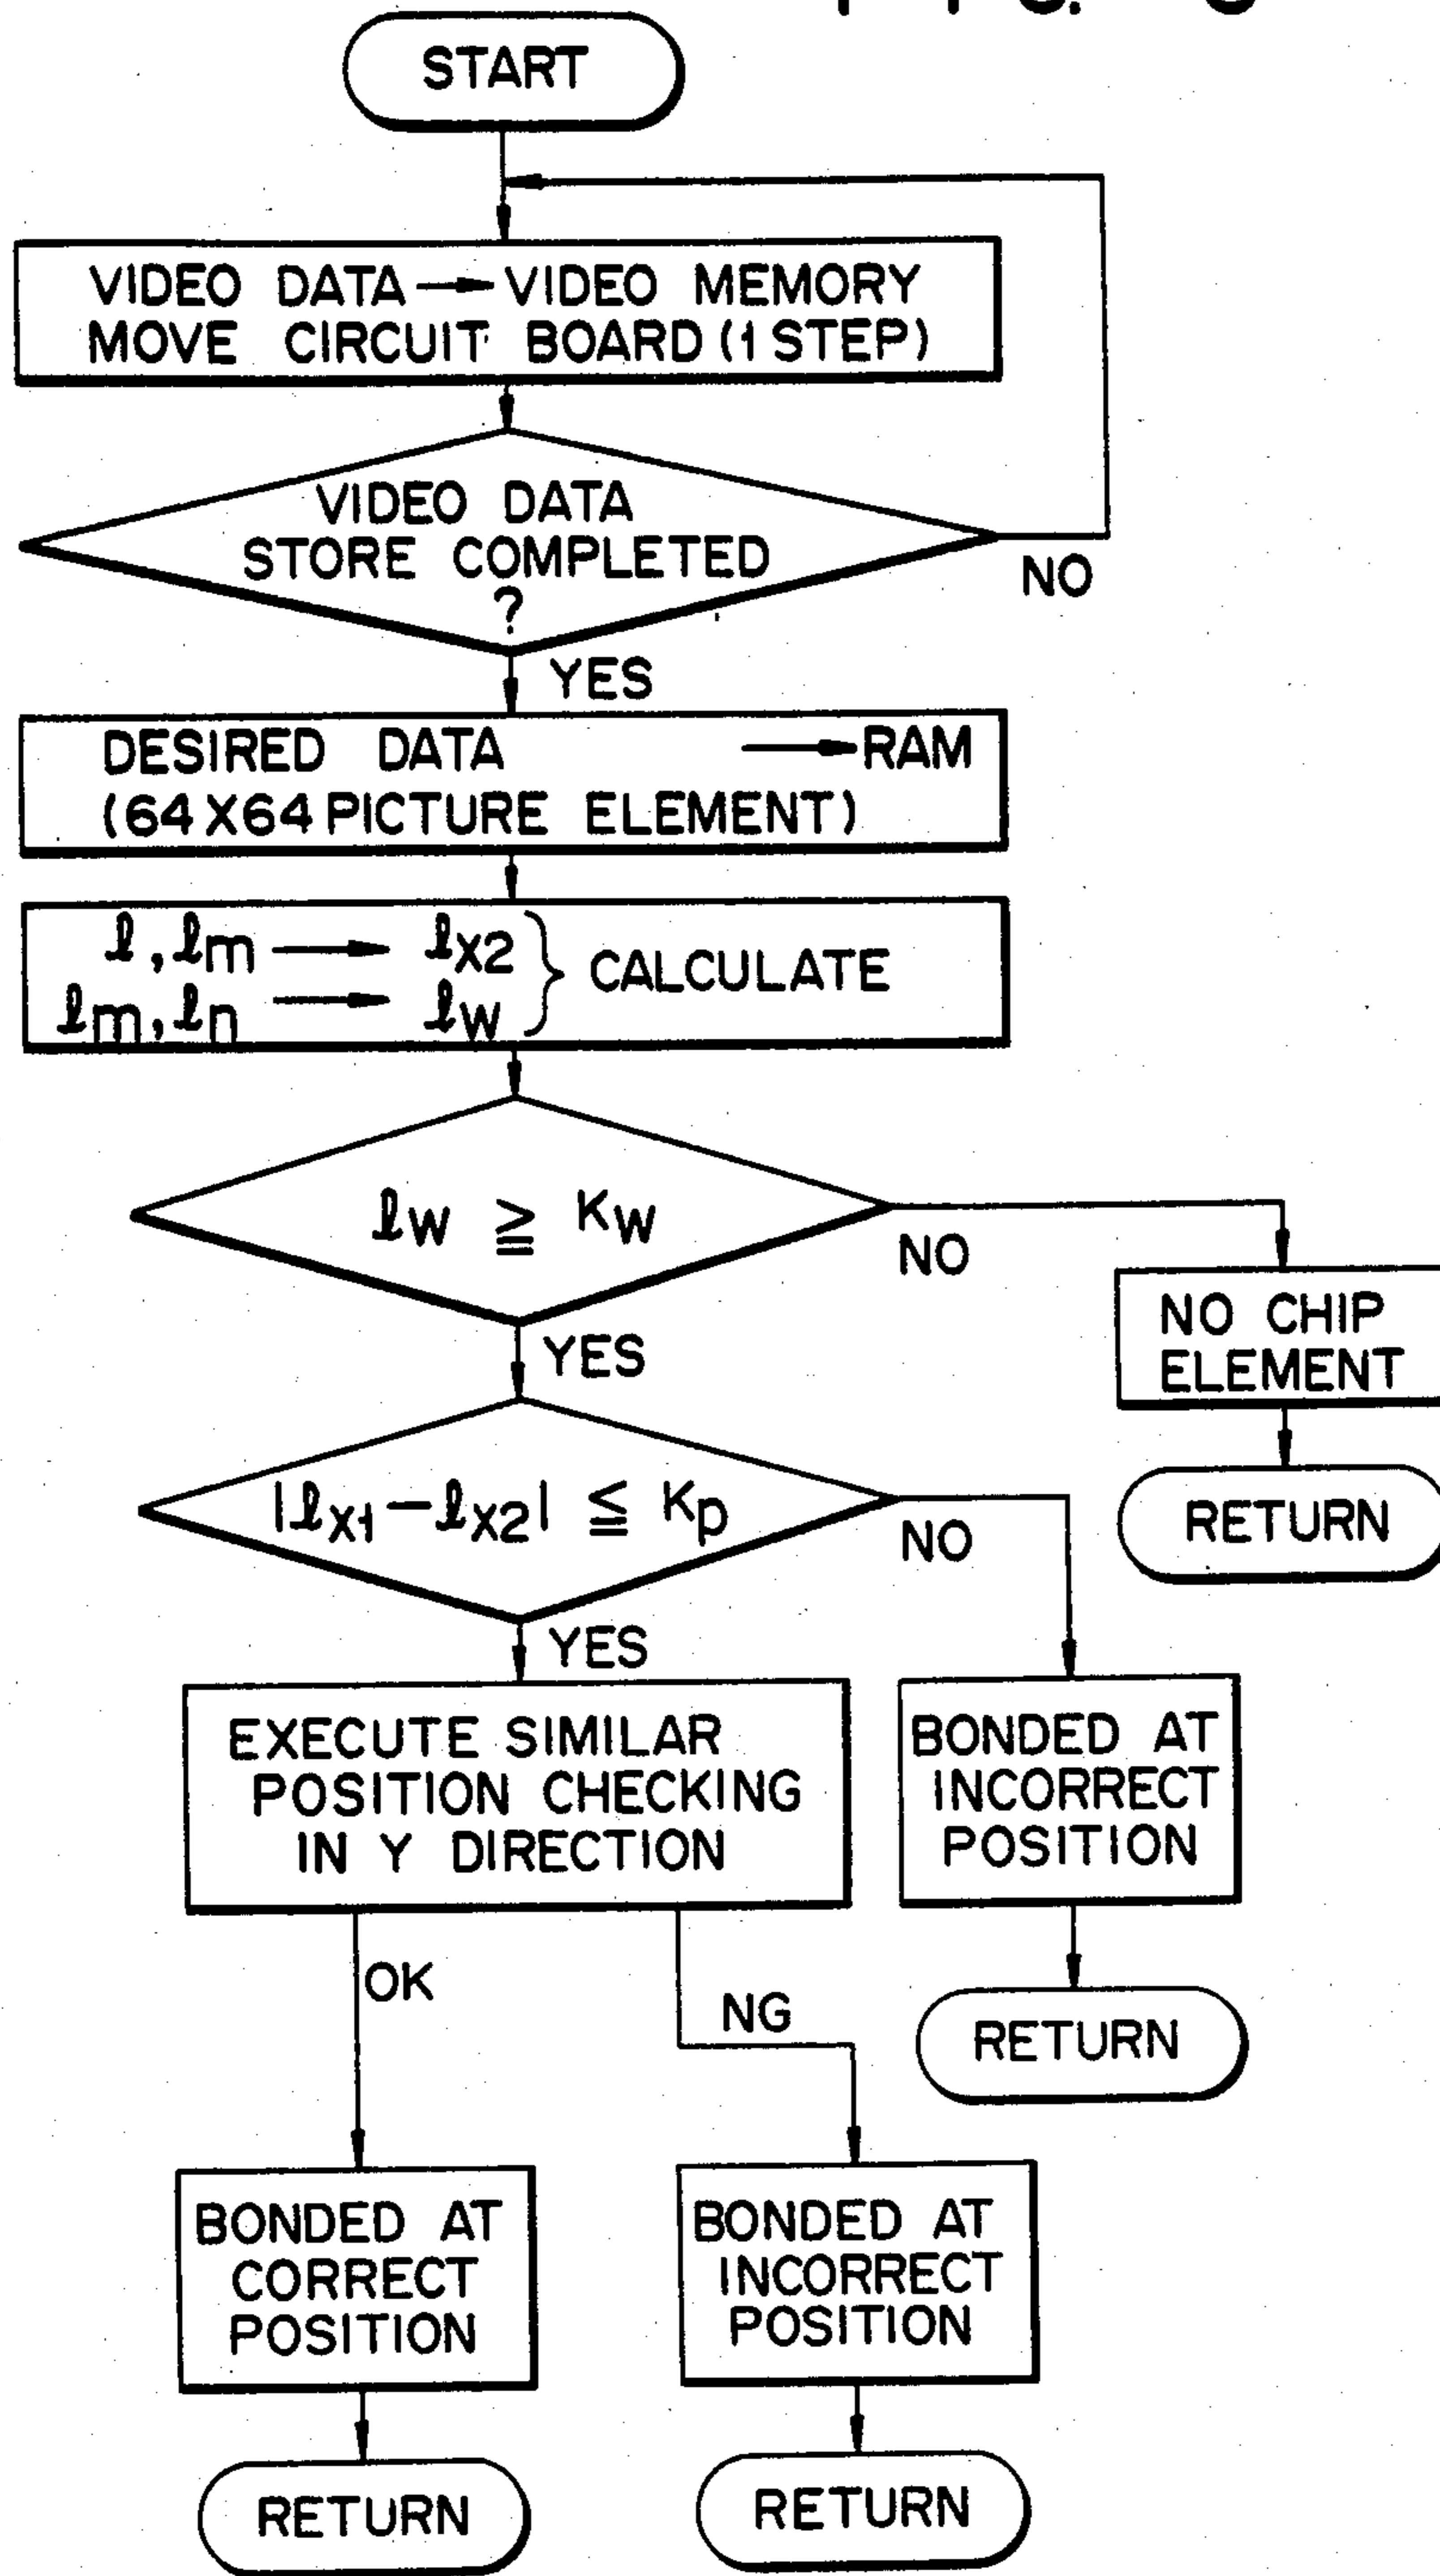 START
VIDEO DATA → VIDEO MEMORY
MOVE CIRCUIT BOARD (1 STEP)
VIDEO DATA
STORE COMPLETED
?
NO
YES
DESIRED DATA → RAM
(64X64 PICTURE ELEMENT)
ℓ, ℓm → ℓx2
ℓm, ℓn → ℓw
} CALCULATE
ℓw ≧ Kw
NO
YES
NO CHIP
ELEMENT
RETURN
|ℓx1 − ℓx2| ≦ Kp
NO
YES
EXECUTE SIMILAR
POSITION CHECKING
IN Y DIRECTION
BONDED AT
INCORRECT
POSITION
RETURN
OK
NG
BONDED AT
CORRECT
POSITION
RETURN
BONDED AT
INCORRECT
POSITION
RETURN